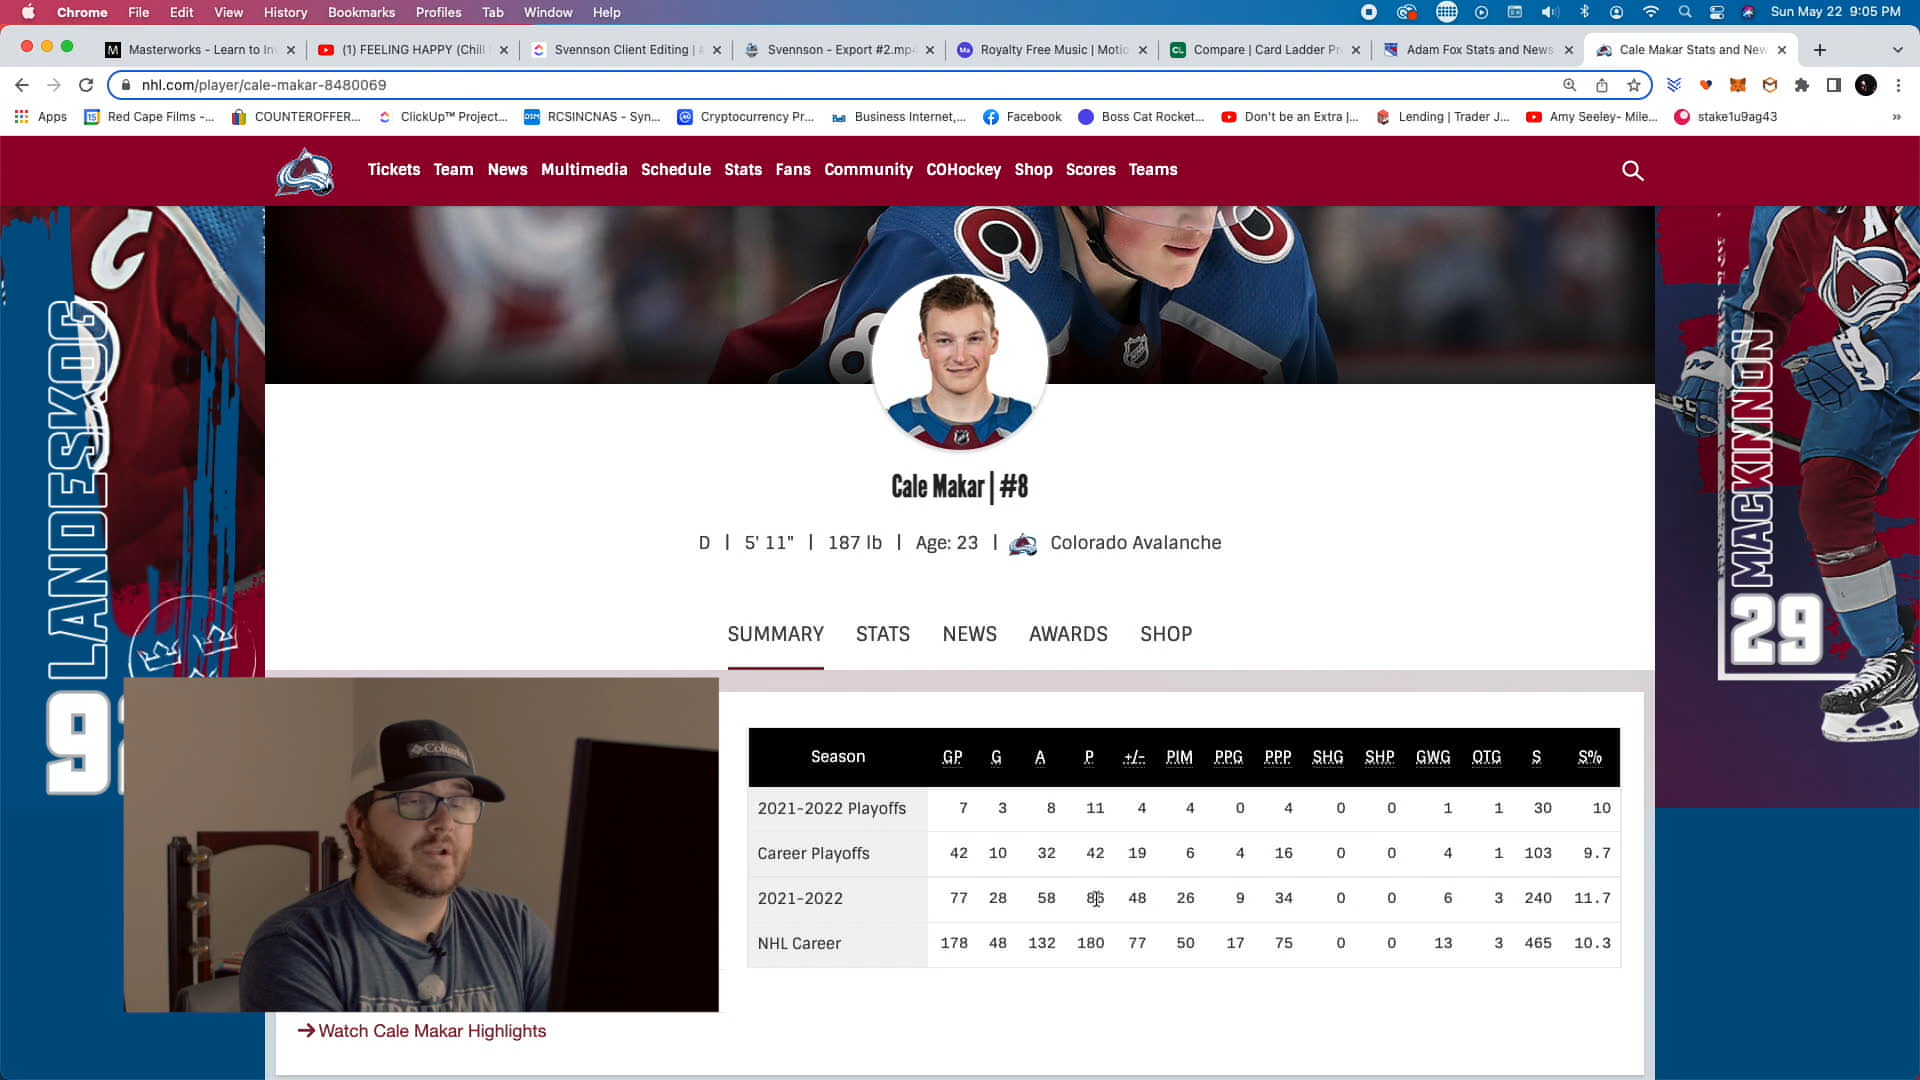 Chrome File Edit View History Bookmarks Profiles Tab Window Help Sun May 22 9:05 PM
Masterworks - Learn to In
(1) FEELING HAPPY (Chill
Svennson Client Editing |
Svennson - Export #2.mp4
Royalty Free Music | Motio
Compare | Card Ladder Pr
Adam Fox Stats and News
Cale Makar Stats and New
nhl.com/player/cale-makar-8480069
Apps Red Cape Films -... COUNTEROFFER... ClickUp™ Project... RCSINCNAS - Syn... Cryptocurrency Pr... Business Internet,... Facebook Boss Cat Rocket... Don't be an Extra |... Lending | Trader J... Amy Seeley- Mile... stake1u9ag43 »
Tickets Team News Multimedia Schedule Stats Fans Community COHockey Shop Scores Teams
LANDESKOG
MACKINNON
29
Cale Makar | #8
D | 5' 11" | 187 lb | Age: 23 | Colorado Avalanche
SUMMARY STATS NEWS AWARDS SHOP
Season GP G A P +/- PIM PPG PPP SHG SHP GWG OTG S S%
2021-2022 Playoffs 7 3 8 11 4 4 0 4 0 0 1 1 30 10
Career Playoffs 42 10 32 42 19 6 4 16 0 0 4 1 103 9.7
2021-2022 77 28 58 86 48 26 9 34 0 0 6 3 240 11.7
NHL Career 178 48 132 180 77 50 17 75 0 0 13 3 465 10.3
Columbia
Watch Cale Makar Highlights